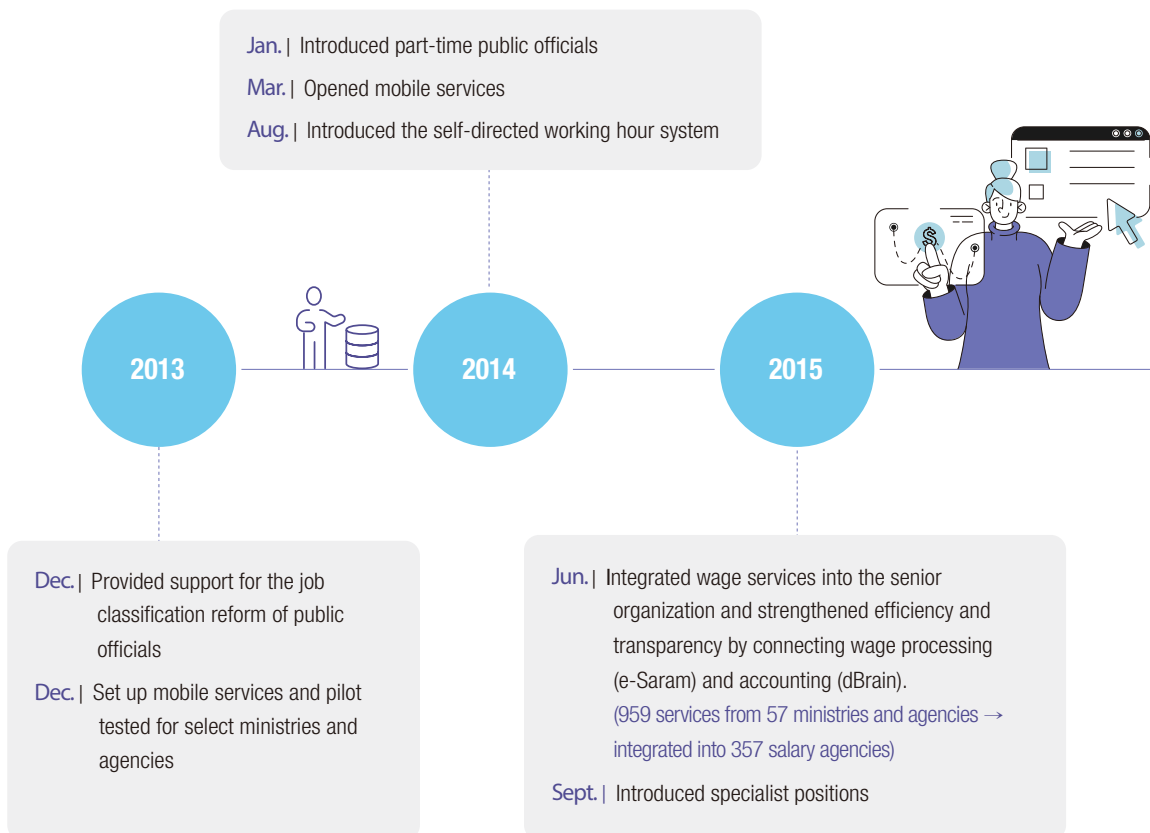 Jan. | Introduced part-time public officials
Mar. | Opened mobile services
Aug. | Introduced the self-directed working hour system
$
2013
2014
2015
Dec. | Provided support for the job
classification reform of public
officials
Dec. | Set up mobile services and pilot
tested for select ministries and
agencies
Jun. | Integrated wage services into the senior
organization and strengthened efficiency and
transparency by connecting wage processing
(e-Saram) and accounting (dBrain).
(959 services from 57 ministries and agencies →
integrated into 357 salary agencies)
Sept. | Introduced specialist positions